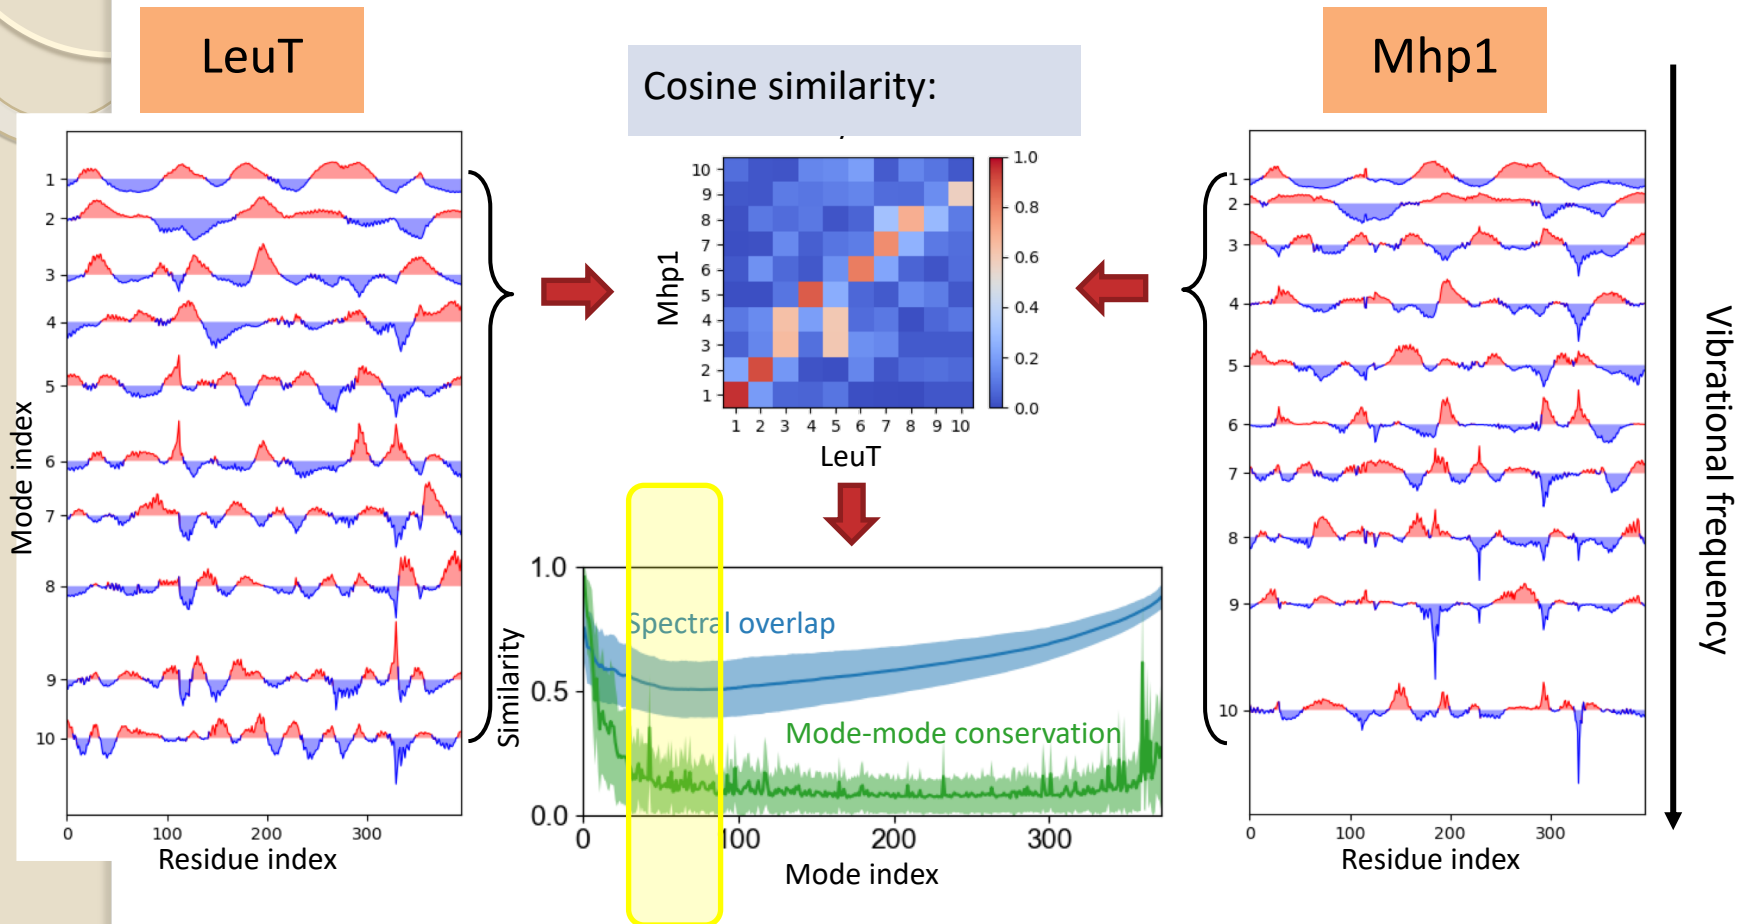 LeuT
Cosine similarity:
Mhp1
1
2
3
4
5
6
7
8
9
10
Mode index
0 100 200 300
Residue index
10
9
8
7
6
5
4
3
2
1
Mhp1
1 2 3 4 5 6 7 8 9 10
LeuT
1.0
0.8
0.6
0.4
0.2
0.0
1.0
0.5
0.0
Similarity
Spectral overlap
Mode-mode conservation
0 100 200 300
Mode index
1
2
3
4
5
6
7
8
9
10
0 100 200 300
Residue index
Vibrational frequency